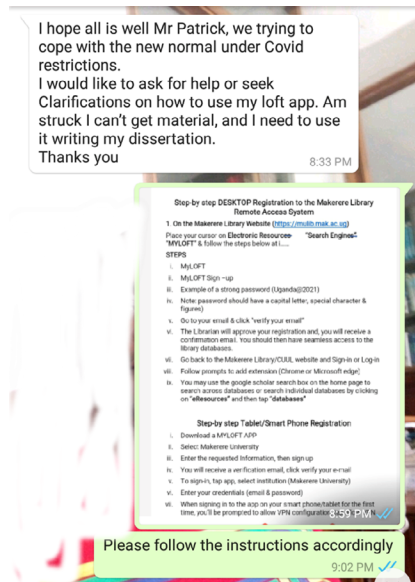 I hope all is well Mr Patrick, we trying to
cope with the new normal under Covid
restrictions.
I would like to ask for help or seek
Clarifications on how to use my loft app. Am
struck I can't get material, and I need to use
it writing my dissertation.
Thank you
8:33 PM
Step-by step DESKTOP Registration to the Makerere Library
Remote Access System
1. On the Makerere Library Website (https://mulib.mak.ac.ug)
Place your cursor on Electronic Resources "Search Engines"
"MYLOFT" & follow the steps below at i.....
STEPS
i. MyLOFT
ii. MyLOFT Sign –up
iii. Example of a strong password (Uganda@2021)
iv. Note: password should have a capital letter, special character &
figures)
v. Go to your email & click "verify your email"
vi. The Librarian will approve your registration and, you will receive a
confirmation email. You should then have seamless access to the
library databases.
vii. Go back to the Makerere Library/CUUL website and Sign-in or Log-in
viii. Follow prompts to add extension (Chrome or Microsoft edge)
ix. You may use the google scholar search box on the home page to
search across databases or search individual databases by clicking
on "eResources" and then tap "databases"
Step-by step Tablet/Smart Phone Registration
i. Download a MYLOFT APP
ii. Select Makerere University
iii. Enter the requested Information, then sign up
iv. You will receive a verification email, click verify your e-mail
v. To sign-in, tap app, select institution (Makerere University)
vi. Enter your credentials (email & password)
vii. When signing in to the app on your smart phone/tablet for the first
time, you'll be prompted to allow VPN configuration
8:59 PM
Please follow the instructions accordingly
9:02 PM